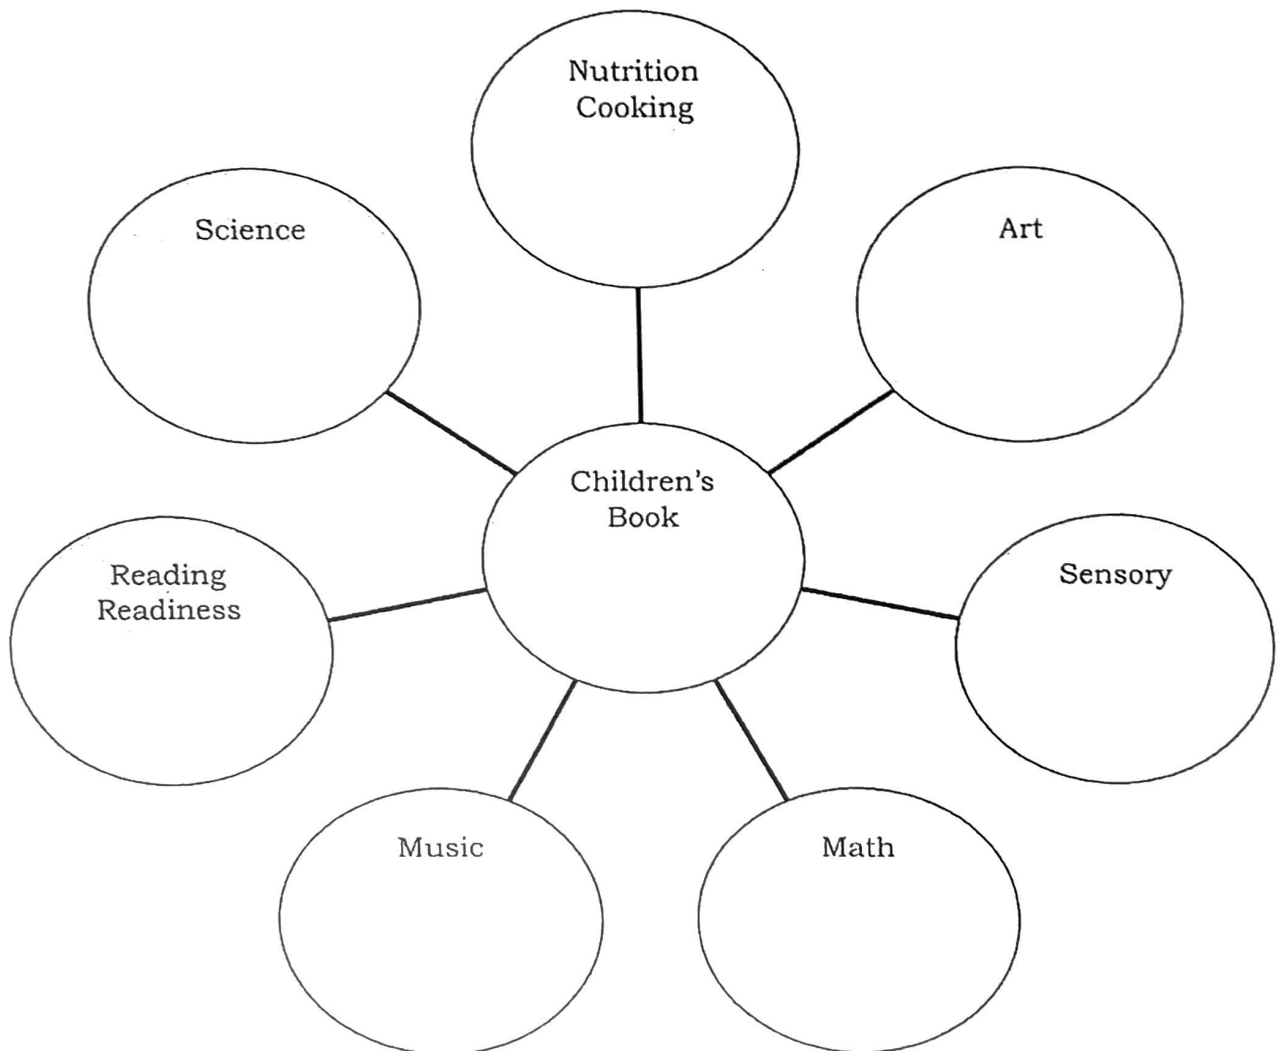 Nutrition
Cooking
Science
Art
Children's
Book
Reading
Readiness
Sensory
Music
Math